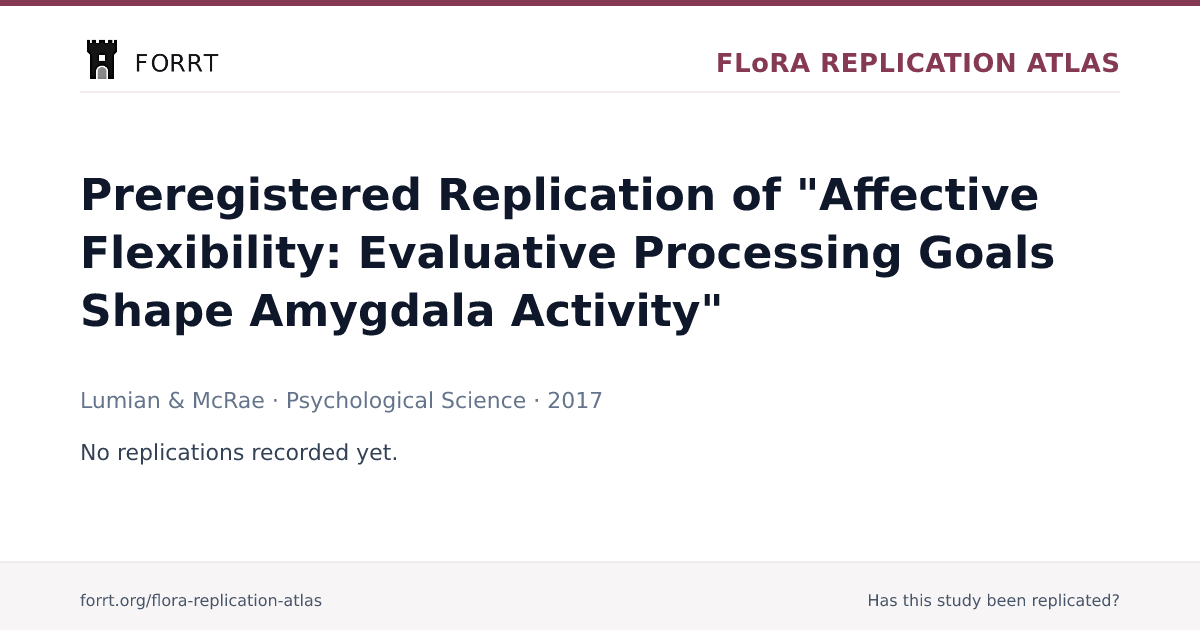 FORRT
FLoRA REPLICATION ATLAS
Preregistered Replication of "Affective
Flexibility: Evaluative Processing Goals
Shape Amygdala Activity"
Lumian & McRae · Psychological Science · 2017
No replications recorded yet.
forrt.org/flora-replication-atlas
Has this study been replicated?